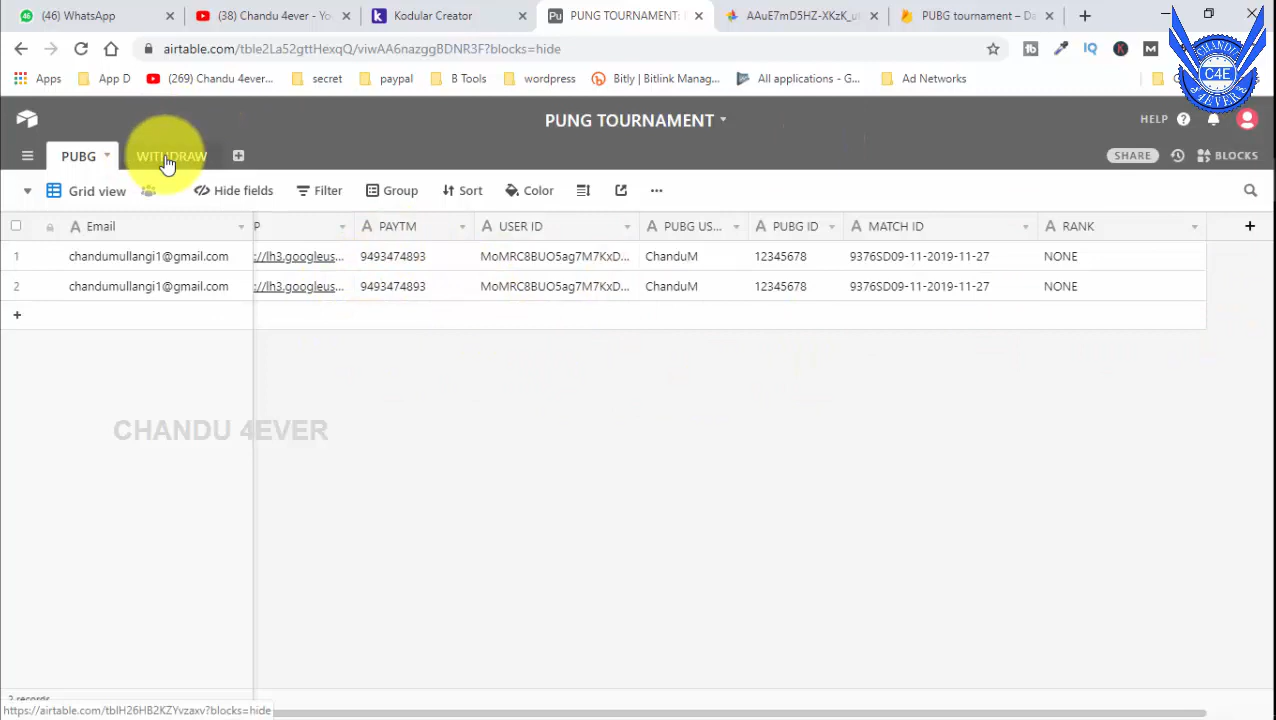 (46) WhatsApp
(38) Chandu 4ever - Yo
Kodular Creator
PUNG TOURNAMENT:
AAuE7mD5HZ-XKzK_u
PUBG tournament – Da
airtable.com/tble2La52gttHexqQ/viwAA6nazggBDNR3F?blocks=hide
Apps
App D
(269) Chandu 4ever...
secret
paypal
B Tools
wordpress
Bitly | Bitlink Manag...
All applications - G...
Ad Networks
CHANDU
C4E
4EVER
PUNG TOURNAMENT
HELP
PUBG
WITHDRAW
SHARE
BLOCKS
Grid view
Hide fields
Filter
Group
Sort
Color
Email P PAYTM USER ID PUBG US... PUBG ID MATCH ID RANK
1 chandumullangi1@gmail.com ://lh3.googleus... 9493474893 MoMRC8BUO5ag7M7KxD... ChanduM 12345678 9376SD09-11-2019-11-27 NONE
2 chandumullangi1@gmail.com ://lh3.googleus... 9493474893 MoMRC8BUO5ag7M7KxD... ChanduM 12345678 9376SD09-11-2019-11-27 NONE
CHANDU 4EVER
2 records
https://airtable.com/tblH26HB2KZYvzaxv?blocks=hide